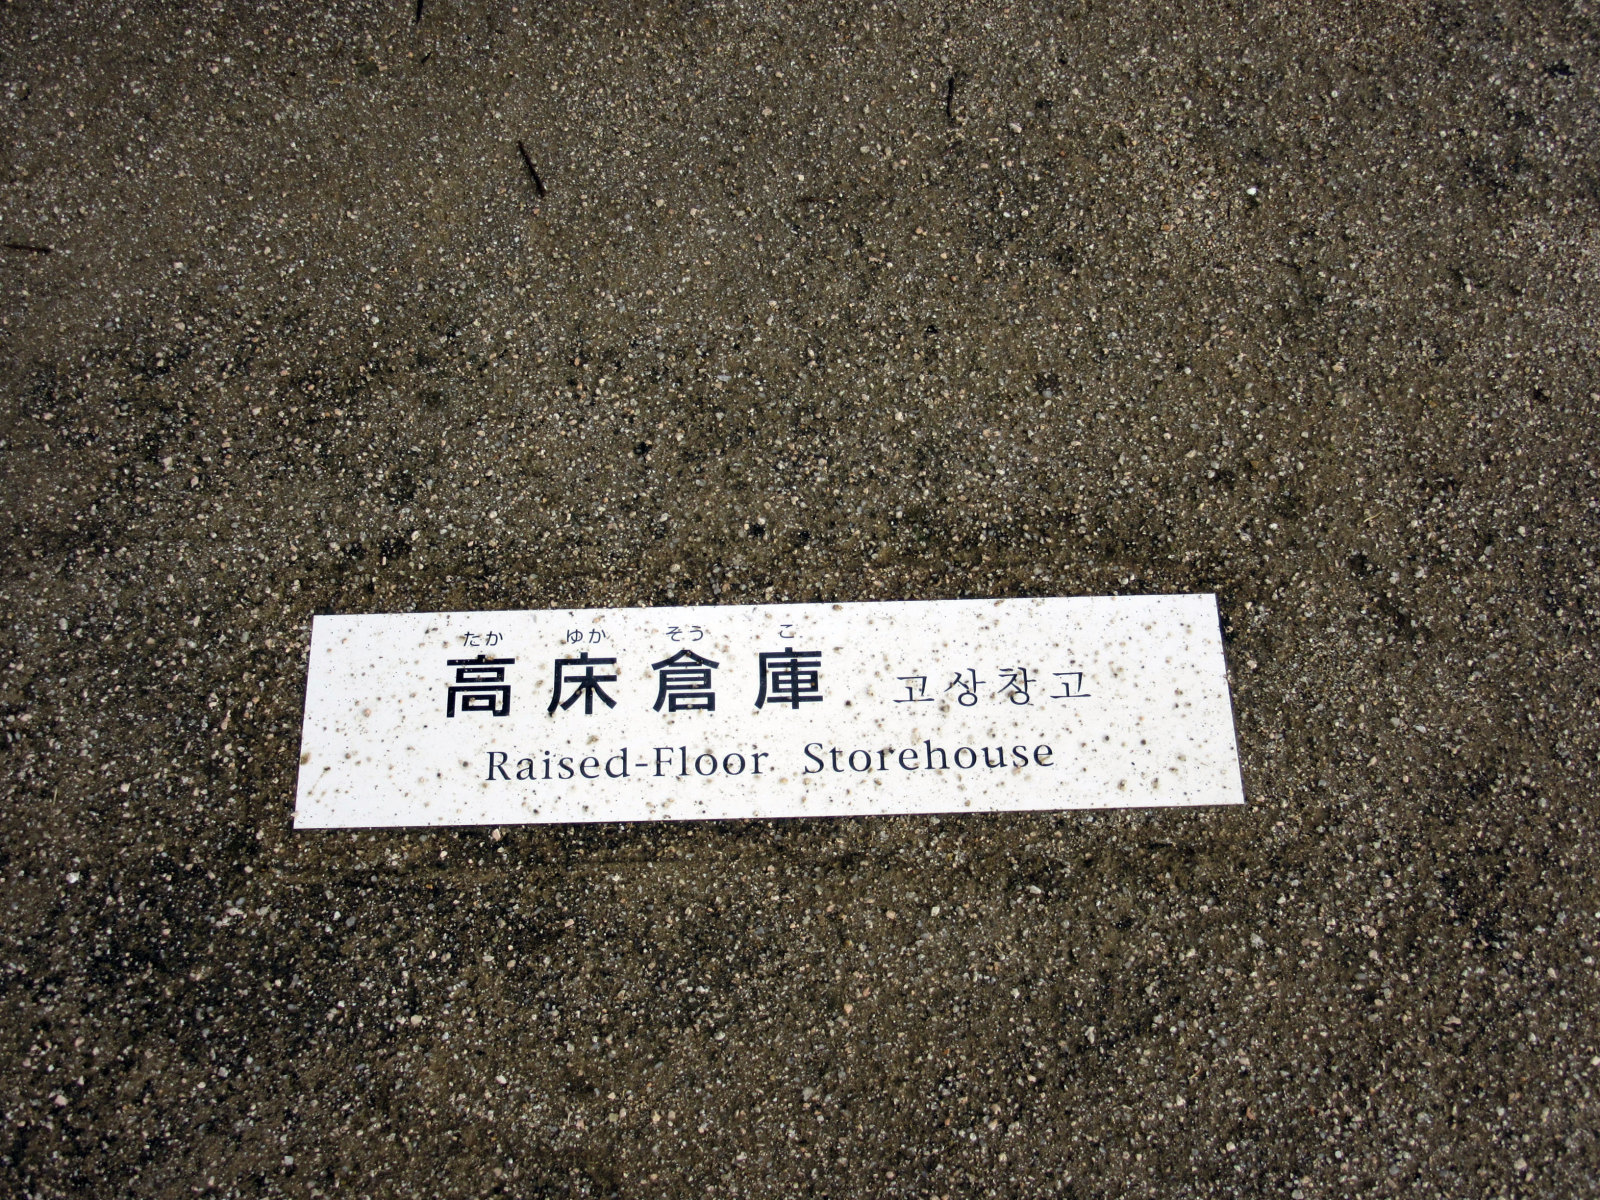 たか ゆか そう こ
高床倉庫 고상창고
Raised-Floor Storehouse